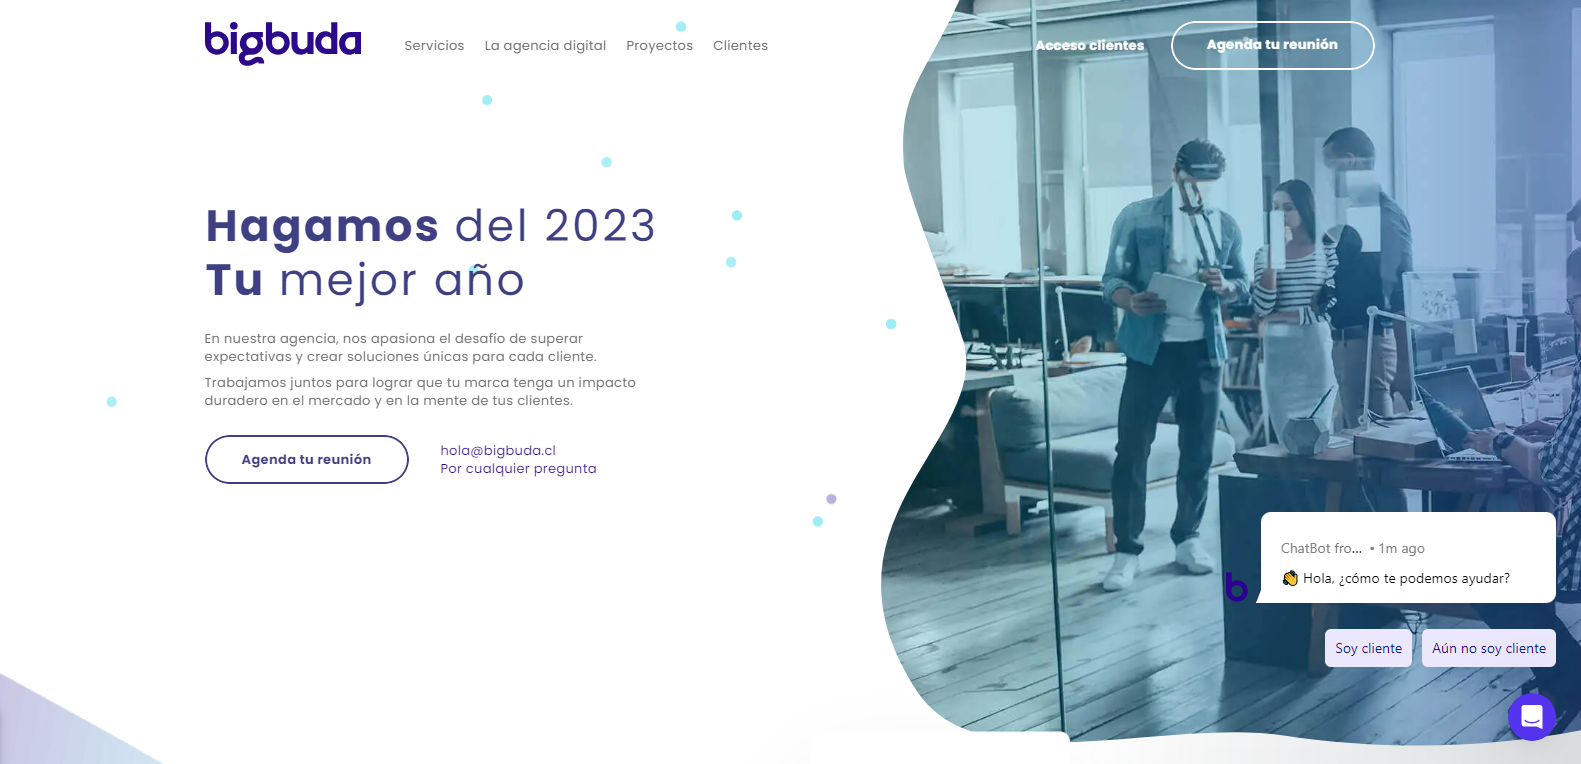 bigbuda
Servicios
La agencia digital
Proyectos
Clientes
Acceso clientes
Agenda tu reunión
Hagamos del 2023
Tu mejor año
En nuestra agencia, nos apasiona el desafío de superar
expectativas y crear soluciones únicas para cada cliente.
Trabajamos juntos para lograr que tu marca tenga un impacto
duradero en el mercado y en la mente de tus clientes.
Agenda tu reunión
hola@bigbuda.cl
Por cualquier pregunta
ChatBot fro... • 1m ago
b
👋 Hola, ¿cómo te podemos ayudar?
Soy cliente
Aún no soy cliente